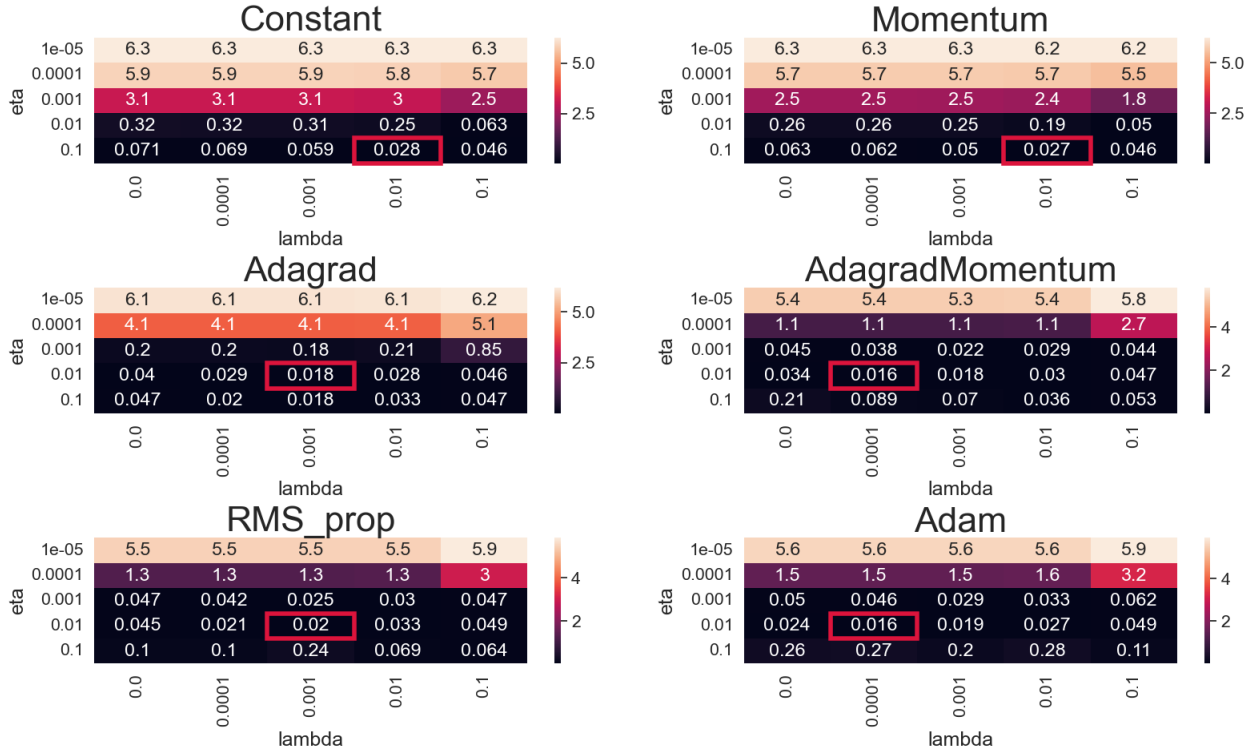 Constant
1e-05 6.3 6.3 6.3 6.3 6.3
0.0001 5.9 5.9 5.9 5.8 5.7
0.001 3.1 3.1 3.1 3 2.5
0.01 0.32 0.32 0.31 0.25 0.063
0.1 0.071 0.069 0.059 0.028 0.046
eta
0.0 0.0001 0.001 0.01 0.1
lambda
5.0
2.5
Momentum
1e-05 6.3 6.3 6.3 6.2 6.2
0.0001 5.7 5.7 5.7 5.7 5.5
0.001 2.5 2.5 2.5 2.4 1.8
0.01 0.26 0.26 0.25 0.19 0.05
0.1 0.063 0.062 0.05 0.027 0.046
eta
0.0 0.0001 0.001 0.01 0.1
lambda
5.0
2.5
Adagrad
1e-05 6.1 6.1 6.1 6.1 6.2
0.0001 4.1 4.1 4.1 4.1 5.1
0.001 0.2 0.2 0.18 0.21 0.85
0.01 0.04 0.029 0.018 0.028 0.046
0.1 0.047 0.02 0.018 0.033 0.047
eta
0.0 0.0001 0.001 0.01 0.1
lambda
5.0
2.5
AdagradMomentum
1e-05 5.4 5.4 5.3 5.4 5.8
0.0001 1.1 1.1 1.1 1.1 2.7
0.001 0.045 0.038 0.022 0.029 0.044
0.01 0.034 0.016 0.018 0.03 0.047
0.1 0.21 0.089 0.07 0.036 0.053
eta
0.0 0.0001 0.001 0.01 0.1
lambda
4
2
RMS_prop
1e-05 5.5 5.5 5.5 5.5 5.9
0.0001 1.3 1.3 1.3 1.3 3
0.001 0.047 0.042 0.025 0.03 0.047
0.01 0.045 0.021 0.02 0.033 0.049
0.1 0.1 0.1 0.24 0.069 0.064
eta
0.0 0.0001 0.001 0.01 0.1
lambda
4
2
Adam
1e-05 5.6 5.6 5.6 5.6 5.9
0.0001 1.5 1.5 1.5 1.6 3.2
0.001 0.05 0.046 0.029 0.033 0.062
0.01 0.024 0.016 0.019 0.027 0.049
0.1 0.26 0.27 0.2 0.28 0.11
eta
0.0 0.0001 0.001 0.01 0.1
lambda
4
2